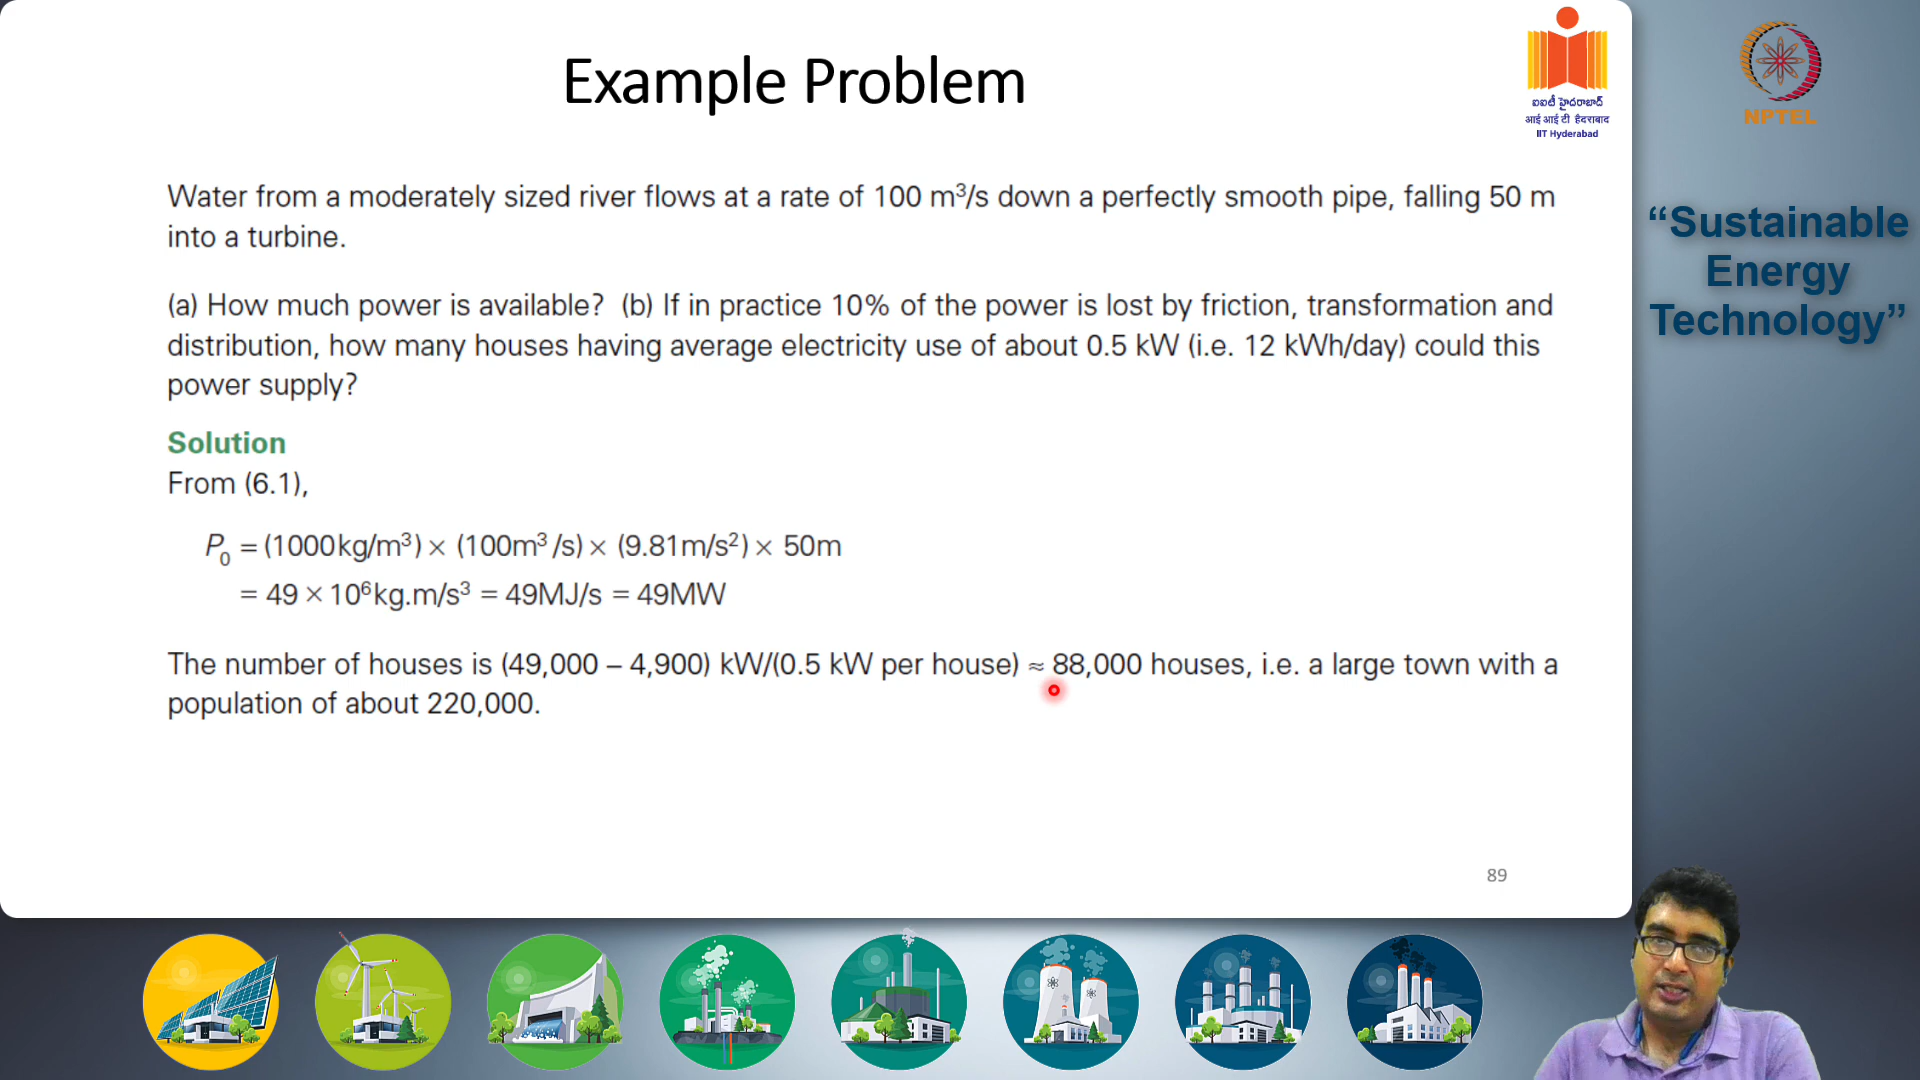 Example Problem
ఐఐటీ హైదరాబాద్
आई आई टी हैदराबाद
IIT Hyderabad
NPTEL
Water from a moderately sized river flows at a rate of 100 m³/s down a perfectly smooth pipe, falling 50 m
into a turbine.
(a) How much power is available? (b) If in practice 10% of the power is lost by friction, transformation and
distribution, how many houses having average electricity use of about 0.5 kW (i.e. 12 kWh/day) could this
power supply?
Solution
From (6.1),
P₀ = (1000kg/m³) × (100m³/s) × (9.81m/s²) × 50m
= 49 × 10⁶kg.m/s³ = 49MJ/s = 49MW
The number of houses is (49,000 – 4,900) kW/(0.5 kW per house) ≈ 88,000 houses, i.e. a large town with a
population of about 220,000.
89
“Sustainable
Energy
Technology”